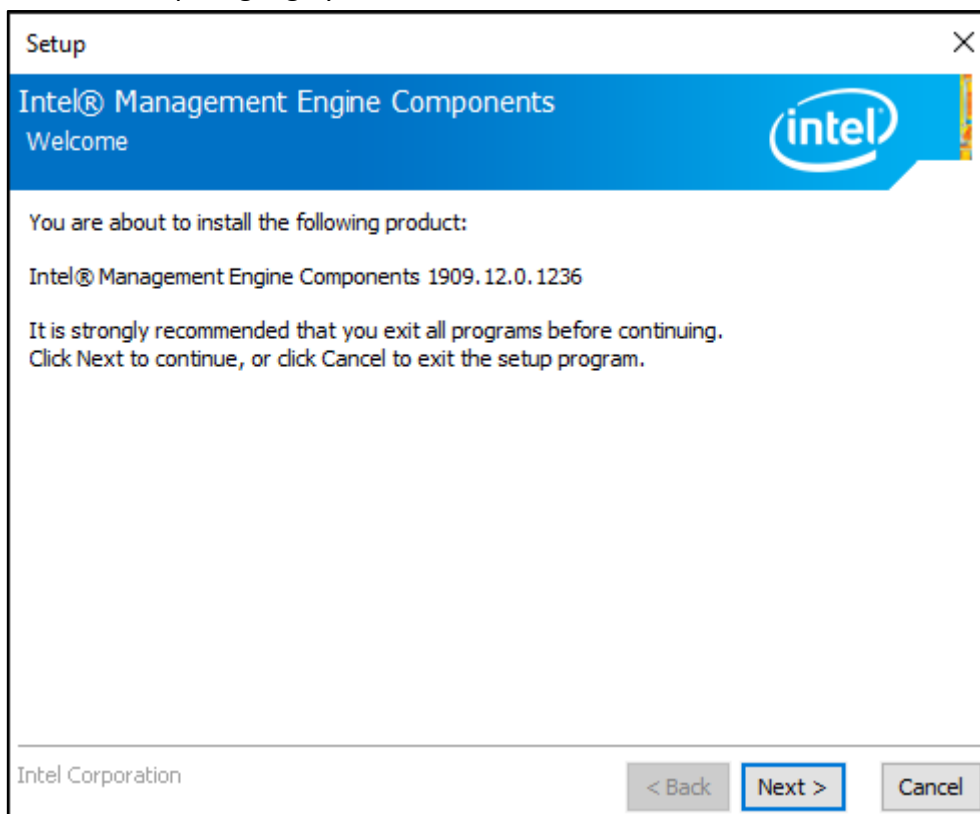 Setup
Intel® Management Engine Components
Welcome
intel
You are about to install the following product:
Intel® Management Engine Components 1909.12.0.1236
It is strongly recommended that you exit all programs before continuing.
Click Next to continue, or click Cancel to exit the setup program.
Intel Corporation
< Back Next > Cancel